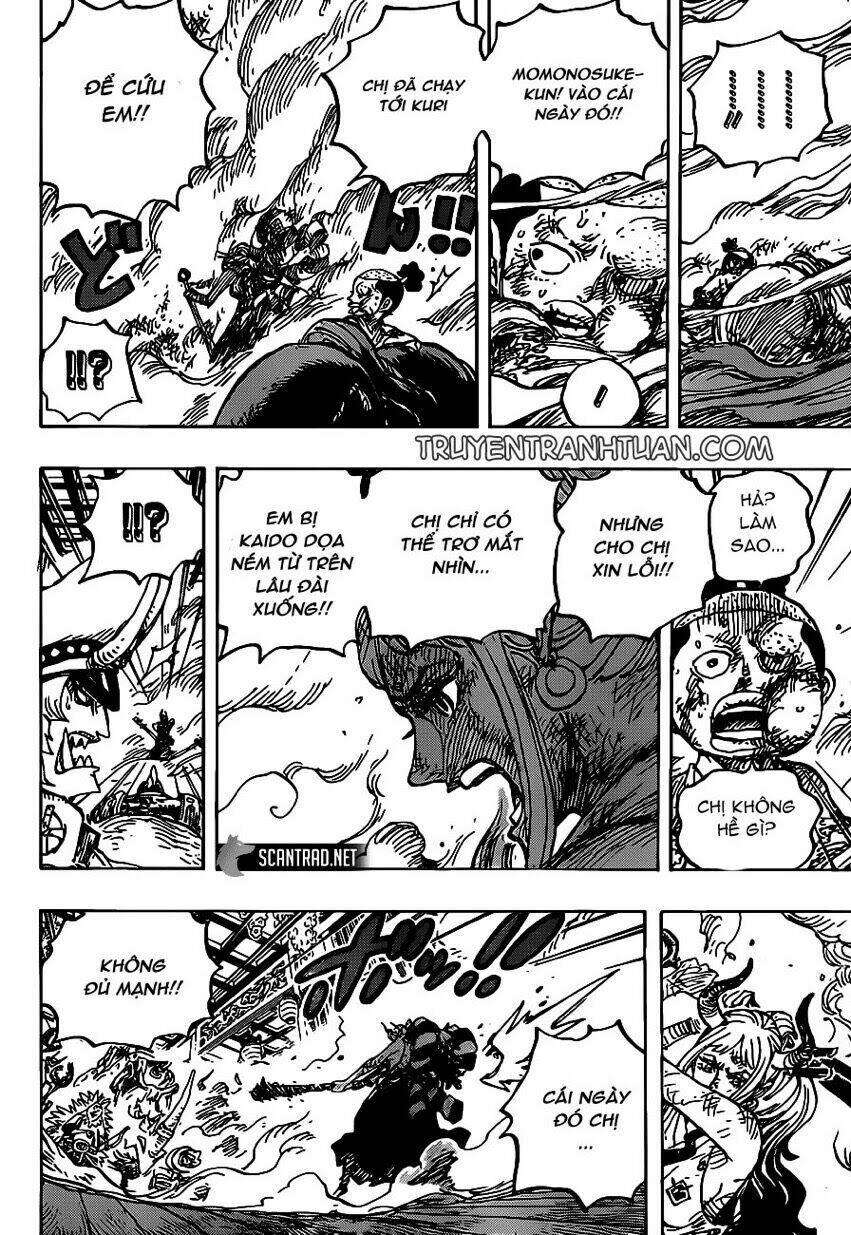 !!!
MOMONOSUKE-
KUN! VÀO CÁI
NGÀY ĐÓ!!
!
CHỊ ĐÃ CHẠY
TỚI KURI
ĐỂ CỨU
EM!!
どん!!
!!?
TRUYENTRANHTUAN.COM
HẢ?
LÀM
SAO...
CHỊ KHÔNG
HỀ GÌ?
NHƯNG
CHO CHỊ
XIN LỖI!!
CHỊ CHỈ CÓ
THỂ TRƠ MẮT
NHÌN...
EM BỊ
KAIDO DỌA
NÉM TỪ TRÊN
LÂU ĐÀI
XUỐNG!!
SCANTRAD.NET
!!?
CÁI NGÀY
ĐÓ CHỊ
...
KHÔNG
ĐỦ MẠNH!!